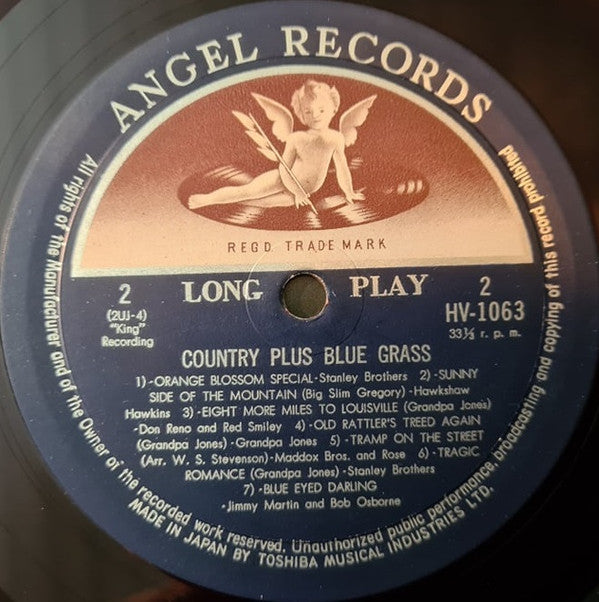 ANGEL RECORDS
REGD. TRADE MARK
2 LONG PLAY 2
(2UJ-4) HV-1063
"King" 33⅓ r. p. m.
Recording
COUNTRY PLUS BLUE GRASS
1)-ORANGE BLOSSOM SPECIAL-Stanley Brothers 2)-SUNNY
SIDE OF THE MOUNTAIN (Big Slim Gregory)-Hawkshaw
Hawkins 3)-EIGHT MORE MILES TO LOUISVILLE (Grandpa Jones)
-Don Reno and Red Smiley 4)-OLD RATTLER'S TREED AGAIN
(Grandpa Jones)-Grandpa Jones 5)-TRAMP ON THE STREET
(Arr. W. S. Stevenson)-Maddox Bros. and Rose 6)-TRAGIC
ROMANCE (Grandpa Jones)-Stanley Brothers
7)-BLUE EYED DARLING
-Jimmy Martin and Bob Osborne
All rights of the Manufacturer and of the Owner of the recorded work reserved. Unauthorized public performance, broadcasting and copying of this record prohibited
MADE IN JAPAN BY TOSHIBA MUSICAL INDUSTRIES LTD.